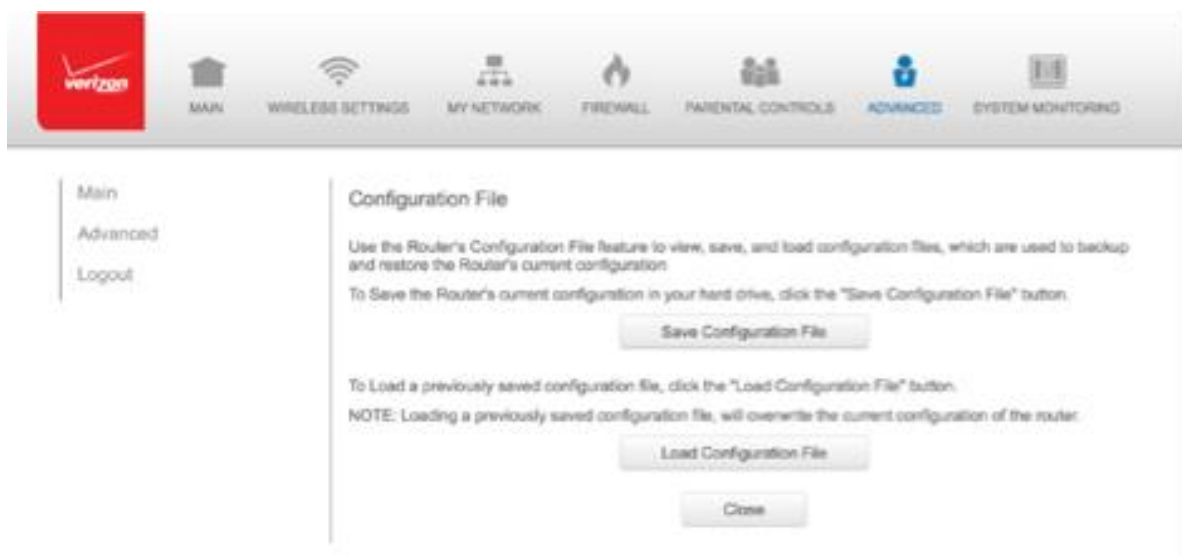 verizon
MAIN
WIRELESS SETTINGS
MY NETWORK
FIREWALL
PARENTAL CONTROLS
ADVANCED
SYSTEM MONITORING
Main
Advanced
Logout
Configuration File
Use the Router's Configuration File feature to view, save, and load configuration files, which are used to backup
and restore the Router's current configuration
To Save the Router's current configuration in your hard drive, click the "Save Configuration File" button.
Save Configuration File
To Load a previously saved configuration file, click the "Load Configuration File" button.
NOTE: Loading a previously saved configuration file, will overwrite the current configuration of the router.
Load Configuration File
Close